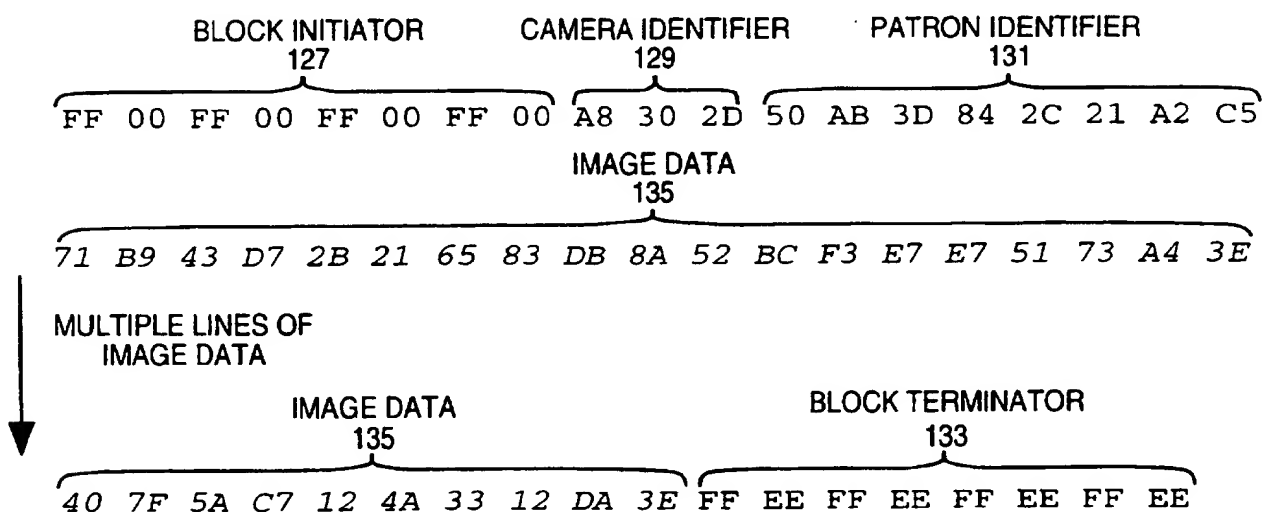 BLOCK INITIATOR CAMERA IDENTIFIER PATRON IDENTIFIER
127 129 131
FF 00 FF 00 FF 00 FF 00 A8 30 2D 50 AB 3D 84 2C 21 A2 C5
IMAGE DATA
135
71 B9 43 D7 2B 21 65 83 DB 8A 52 BC F3 E7 E7 51 73 A4 3E
MULTIPLE LINES OF
IMAGE DATA
IMAGE DATA BLOCK TERMINATOR
135 133
40 7F 5A C7 12 4A 33 12 DA 3E FF EE FF EE FF EE FF EE